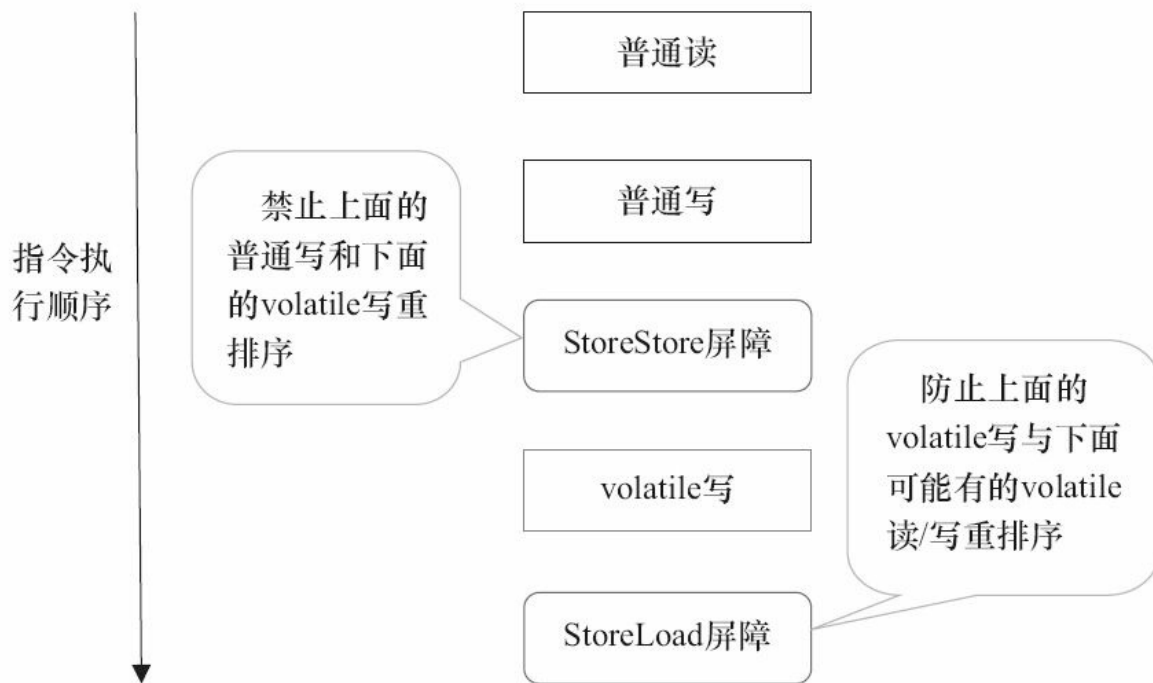 普通读
普通写
禁止上面的
普通写和下面
的volatile写重
排序
指令执
行顺序
StoreStore屏障
防止上面的
volatile写与下面
可能有的volatile
读/写重排序
volatile写
StoreLoad屏障